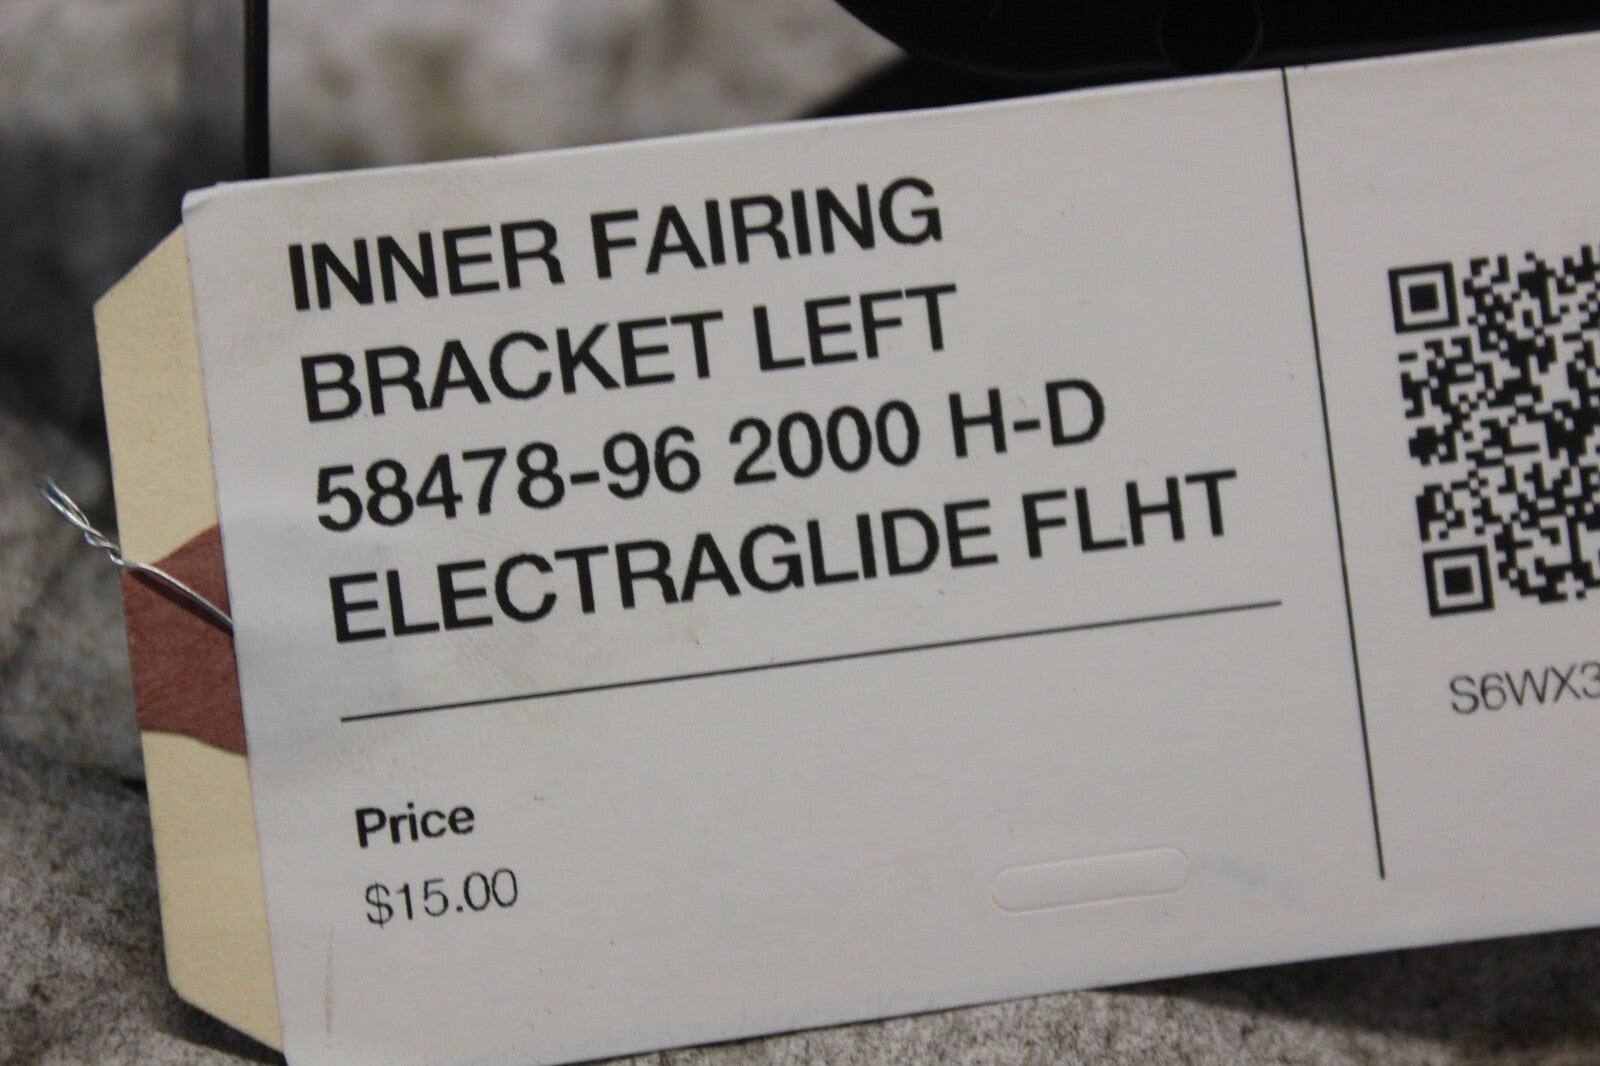 INNER FAIRING
BRACKET LEFT
58478-96 2000 H-D
ELECTRAGLIDE FLHT
Price
$15.00
S6WX3